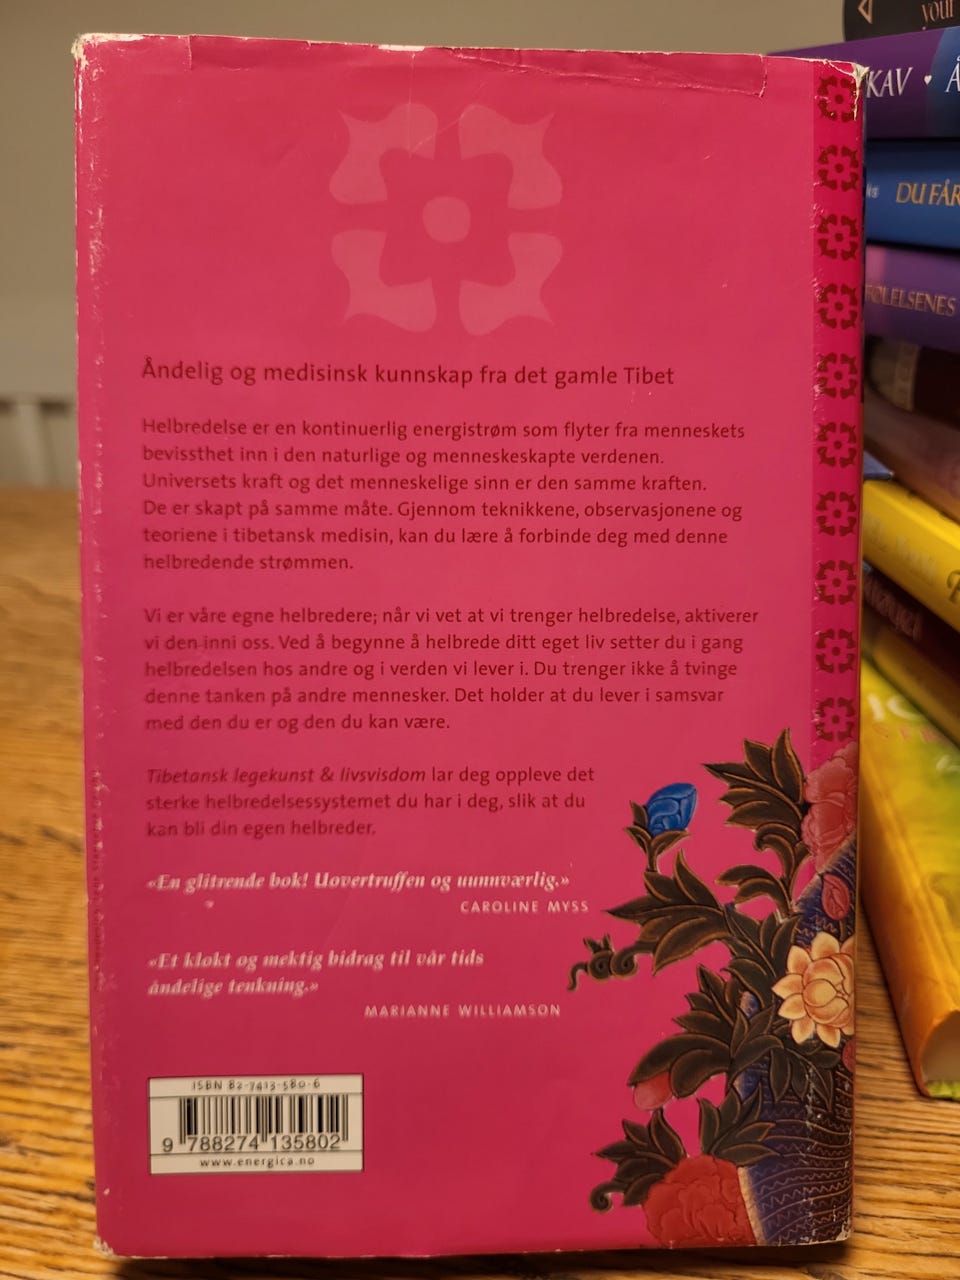 Åndelig og medisinsk kunnskap fra det gamle Tibet
Helbredelse er en kontinuerlig energistrøm som flyter fra menneskets
bevissthet inn i den naturlige og menneskeskapte verdenen.
Universets kraft og det menneskelige sinn er den samme kraften.
De er skapt på samme måte. Gjennom teknikkene, observasjonene og
teoriene i tibetansk medisin, kan du lære å forbinde deg med denne
helbredende strømmen.
Vi er våre egne helbredere; når vi vet at vi trenger helbredelse, aktiverer
vi den inni oss. Ved å begynne å helbrede ditt eget liv setter du i gang
helbredelsen hos andre og i verden vi lever i. Du trenger ikke å tvinge
denne tanken på andre mennesker. Det holder at du lever i samsvar
med den du er og den du kan være.
Tibetansk legekunst & livsvisdom lar deg oppleve det
sterke helbredelsessystemet du har i deg, slik at du
kan bli din egen helbreder.
«En glitrende bok! Uovertruffen og uunnværlig.»
CAROLINE MYSS
«Et klokt og mektig bidrag til vår tids
åndelige tenkning.»
MARIANNE WILLIAMSON
ISBN 82-7413-580-6
9 788274 135802
www.energica.no
your
KAV
DU FÅR
FØLELSENES